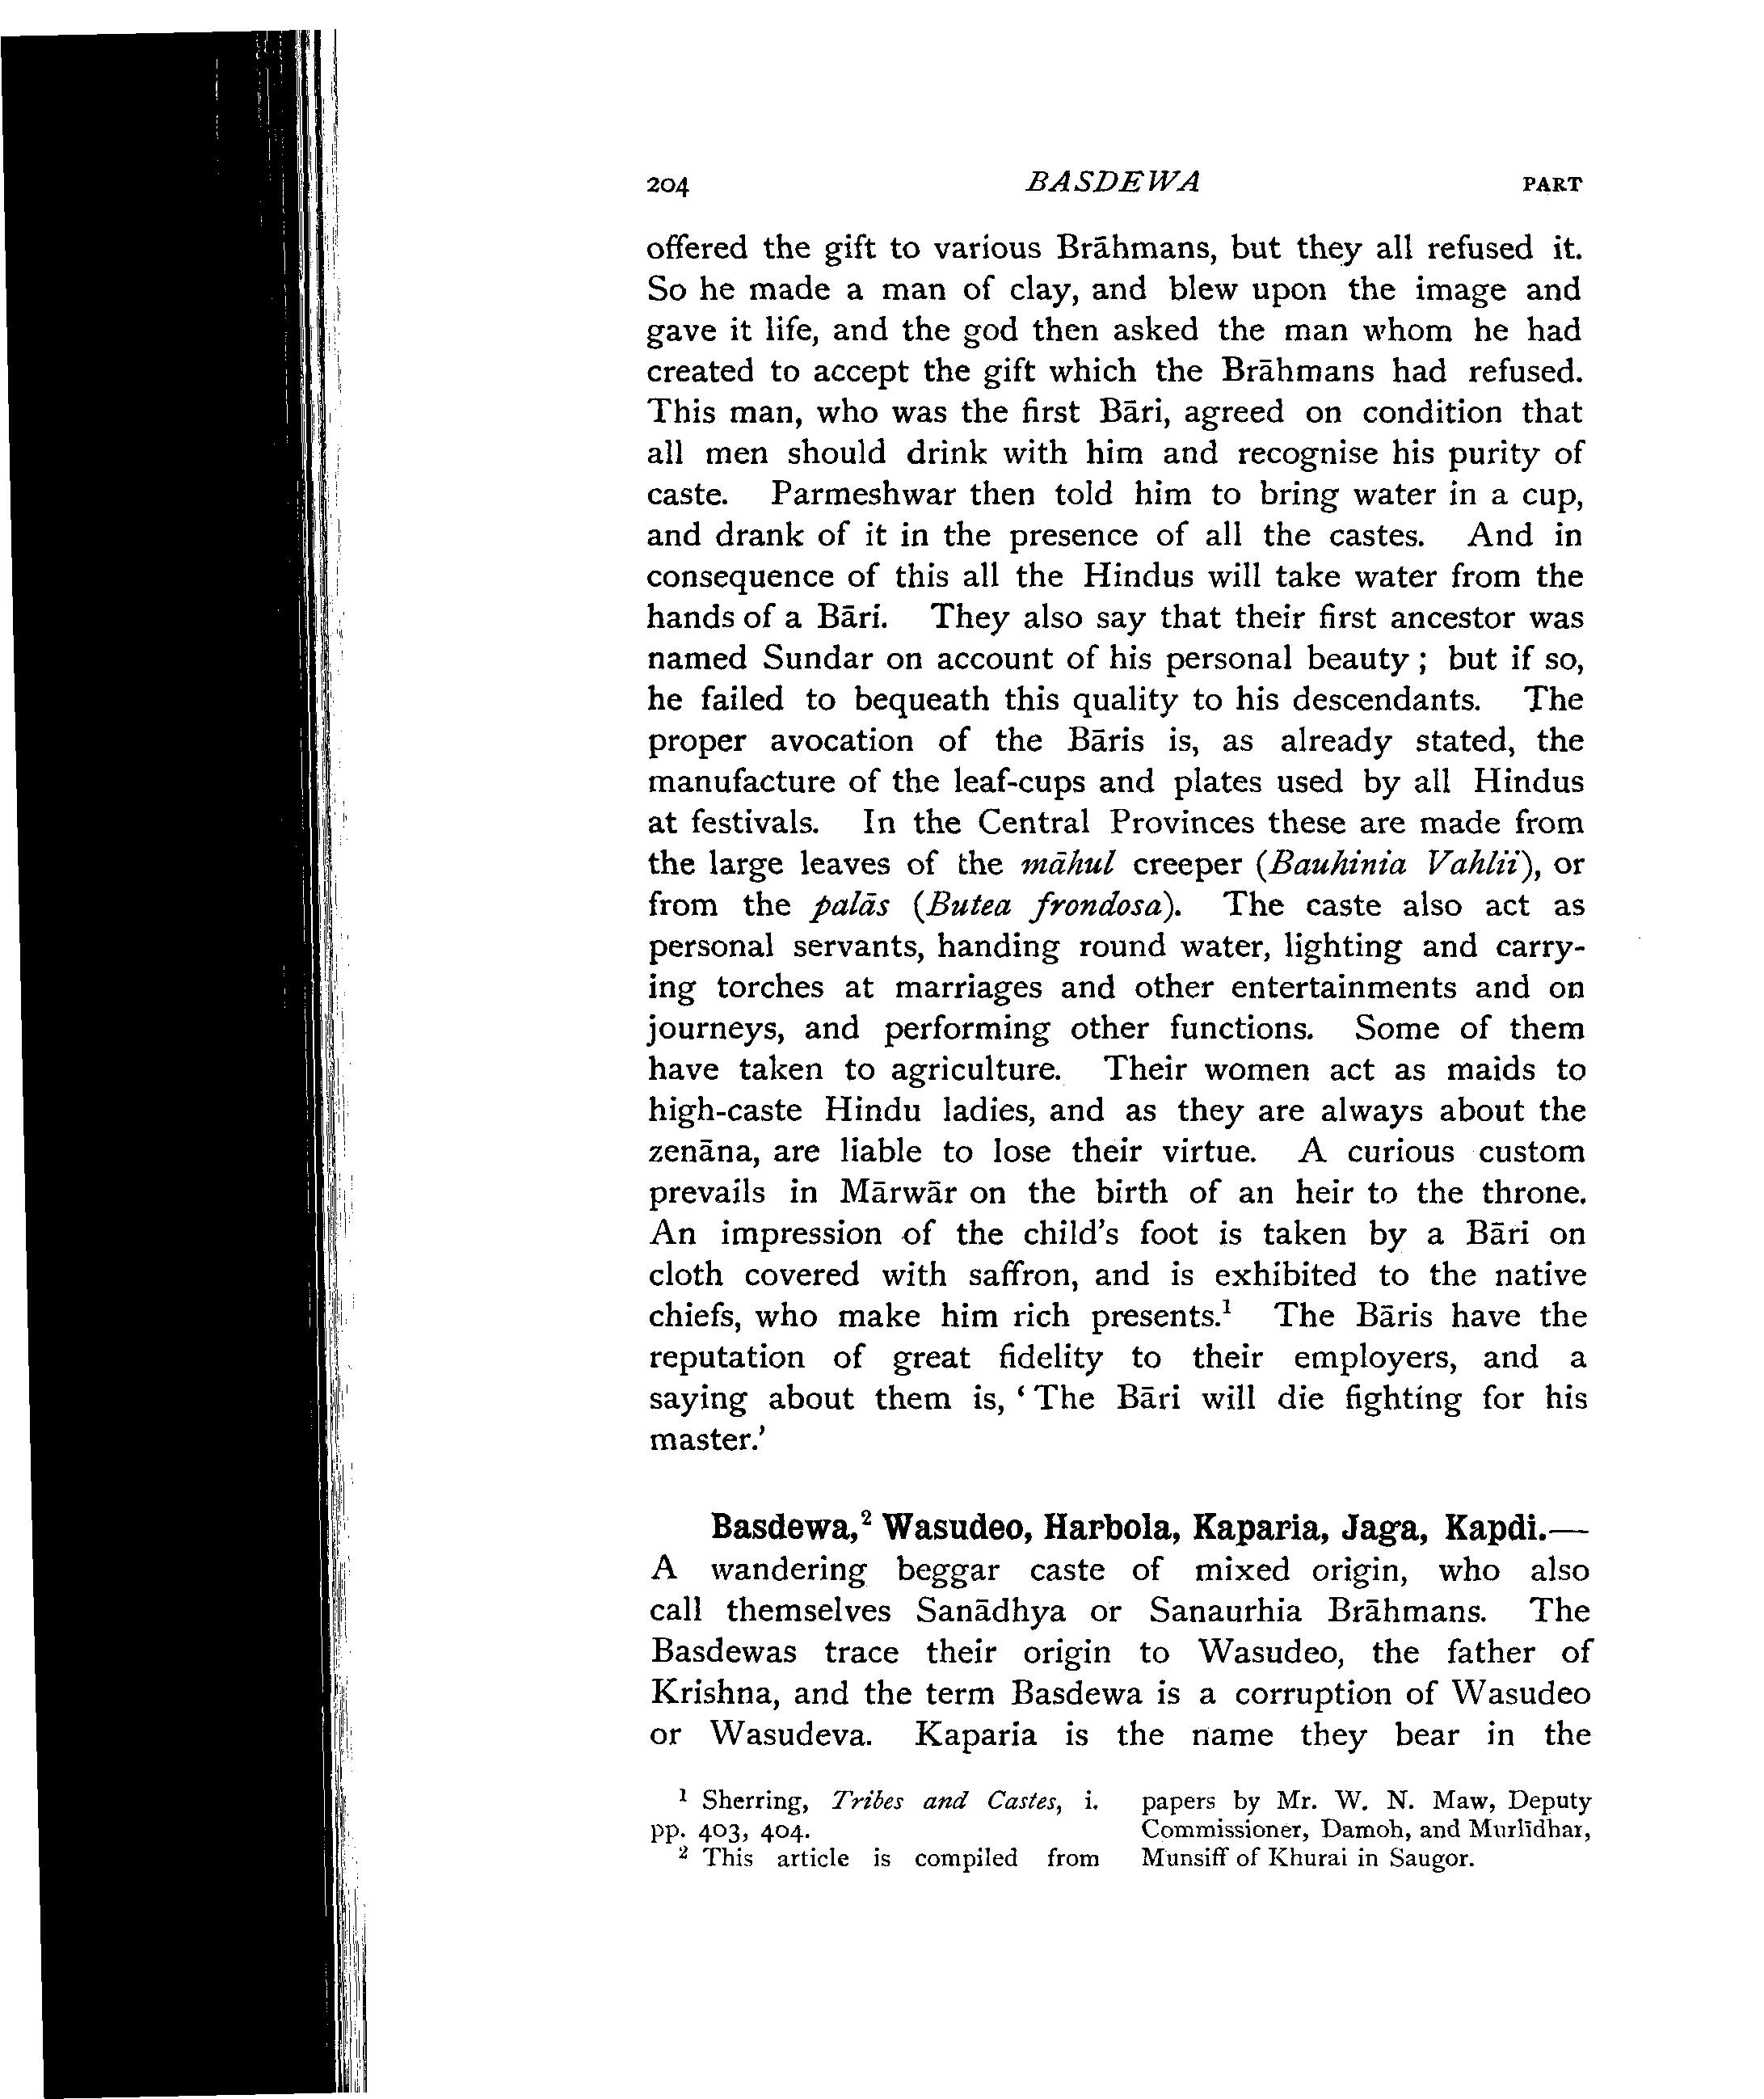 204 BASDEWA PART
offered the gift to various Brāhmans, but they all refused it.
So he made a man of clay, and blew upon the image and
gave it life, and the god then asked the man whom he had
created to accept the gift which the Brāhmans had refused.
This man, who was the first Bāri, agreed on condition that
all men should drink with him and recognise his purity of
caste. Parmeshwar then told him to bring water in a cup,
and drank of it in the presence of all the castes. And in
consequence of this all the Hindus will take water from the
hands of a Bāri. They also say that their first ancestor was
named Sundar on account of his personal beauty; but if so,
he failed to bequeath this quality to his descendants. The
proper avocation of the Bāris is, as already stated, the
manufacture of the leaf-cups and plates used by all Hindus
at festivals. In the Central Provinces these are made from
the large leaves of the māhul creeper (Bauhinia Vahlii), or
from the palās (Butea frondosa). The caste also act as
personal servants, handing round water, lighting and carry-
ing torches at marriages and other entertainments and on
journeys, and performing other functions. Some of them
have taken to agriculture. Their women act as maids to
high-caste Hindu ladies, and as they are always about the
zenāna, are liable to lose their virtue. A curious custom
prevails in Mārwār on the birth of an heir to the throne.
An impression of the child's foot is taken by a Bāri on
cloth covered with saffron, and is exhibited to the native
chiefs, who make him rich presents.¹ The Bāris have the
reputation of great fidelity to their employers, and a
saying about them is, 'The Bāri will die fighting for his
master.'
Basdewa,² Wasudeo, Harbola, Kaparia, Jaga, Kapdi.—
A wandering beggar caste of mixed origin, who also
call themselves Sanādhya or Sanaurhia Brāhmans. The
Basdewas trace their origin to Wasudeo, the father of
Krishna, and the term Basdewa is a corruption of Wasudeo
or Wasudeva. Kaparia is the name they bear in the
¹ Sherring, Tribes and Castes, i.
pp. 403, 404.
² This article is compiled from
papers by Mr. W. N. Maw, Deputy
Commissioner, Damoh, and Murlidhar,
Munsiff of Khurai in Saugor.